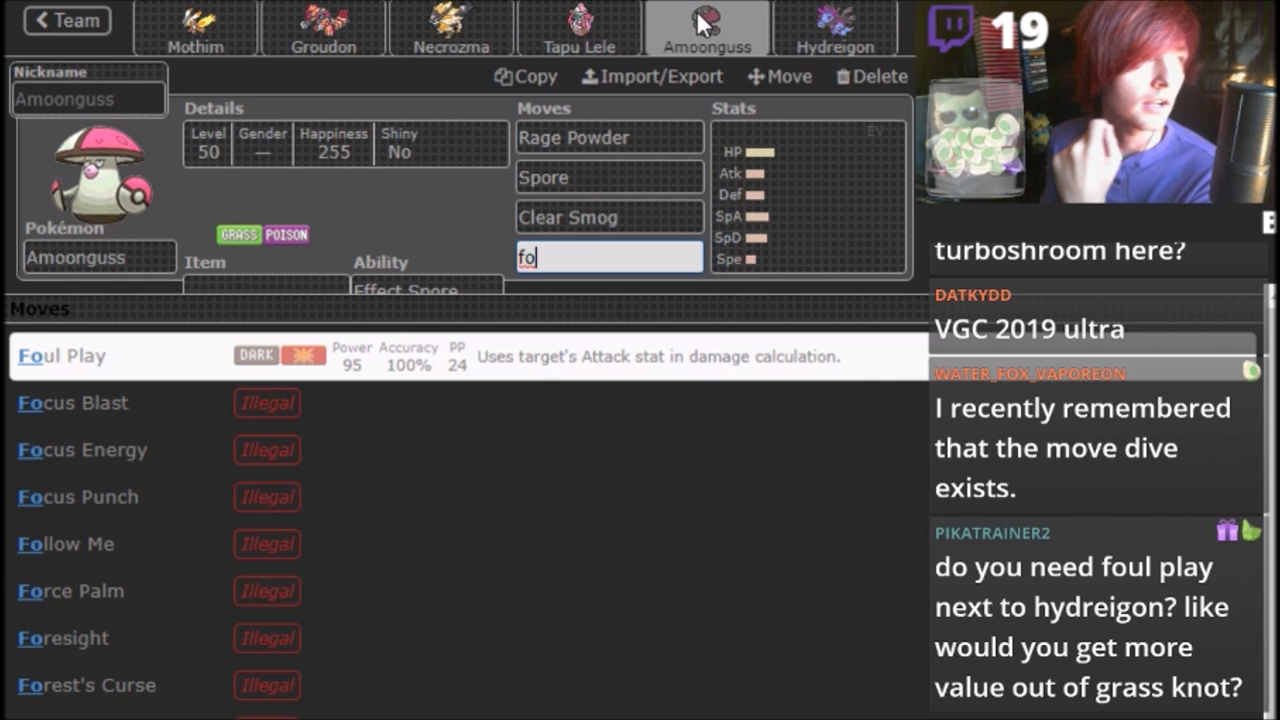 Team
Mothim
Groudon
Necrozma
Tapu Lele
Amoonguss
Hydreigon
19
Copy
Import/Export
Move
Delete
Nickname
Amoonguss
Details
Level
50
Gender
—
Happiness
255
Shiny
No
Moves
Rage Powder
Spore
Clear Smog
fo
Stats
EV
HP
Atk
Def
SpA
SpD
Spe
GRASS POISON
Pokémon
Amoonguss
Item
Ability
Effect Spore
Moves
Foul Play DARK Power 95 Accuracy 100% PP 24 Uses target's Attack stat in damage calculation.
Focus Blast Illegal
Focus Energy Illegal
Focus Punch Illegal
Follow Me Illegal
Force Palm Illegal
Foresight Illegal
Forest's Curse Illegal
turboshroom here?
DATKYDD
VGC 2019 ultra
WATER_FOX_VAPOREON
I recently remembered
that the move dive
exists.
PIKATRAINER2
do you need foul play
next to hydreigon? like
would you get more
value out of grass knot?